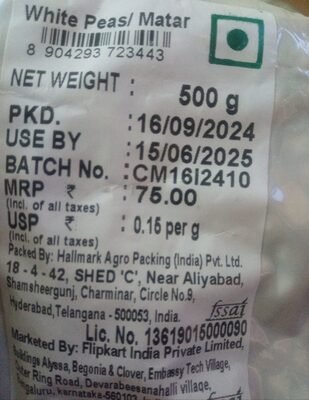 White Peas/ Matar
8 904293 723443
NET WEIGHT : 500 g
PKD. :16/09/2024
USE BY :15/06/2025
BATCH No. :CM16I2410
MRP ₹ :75.00
(Incl. of all taxes)
USP ₹ : 0.15 per g
(Incl. of all taxes)
Packed By: Hallmark Agro Packing (India) Pvt. Ltd.
18 - 4 - 42, SHED 'C', Near Aliyabad,
Shamsheergunj, Charminar, Circle No.9,
Hyderabad,Telangana - 500053, India.
fssai
Lic. No. 13619015000090
Marketed By: Flipkart India Private Limited,
Buildings Alyssa, Begonia & Clover, Embassy Tech Village,
Outer Ring Road, Devarabeesanahalli village,
Bengaluru, karnataka-560103,
fssai